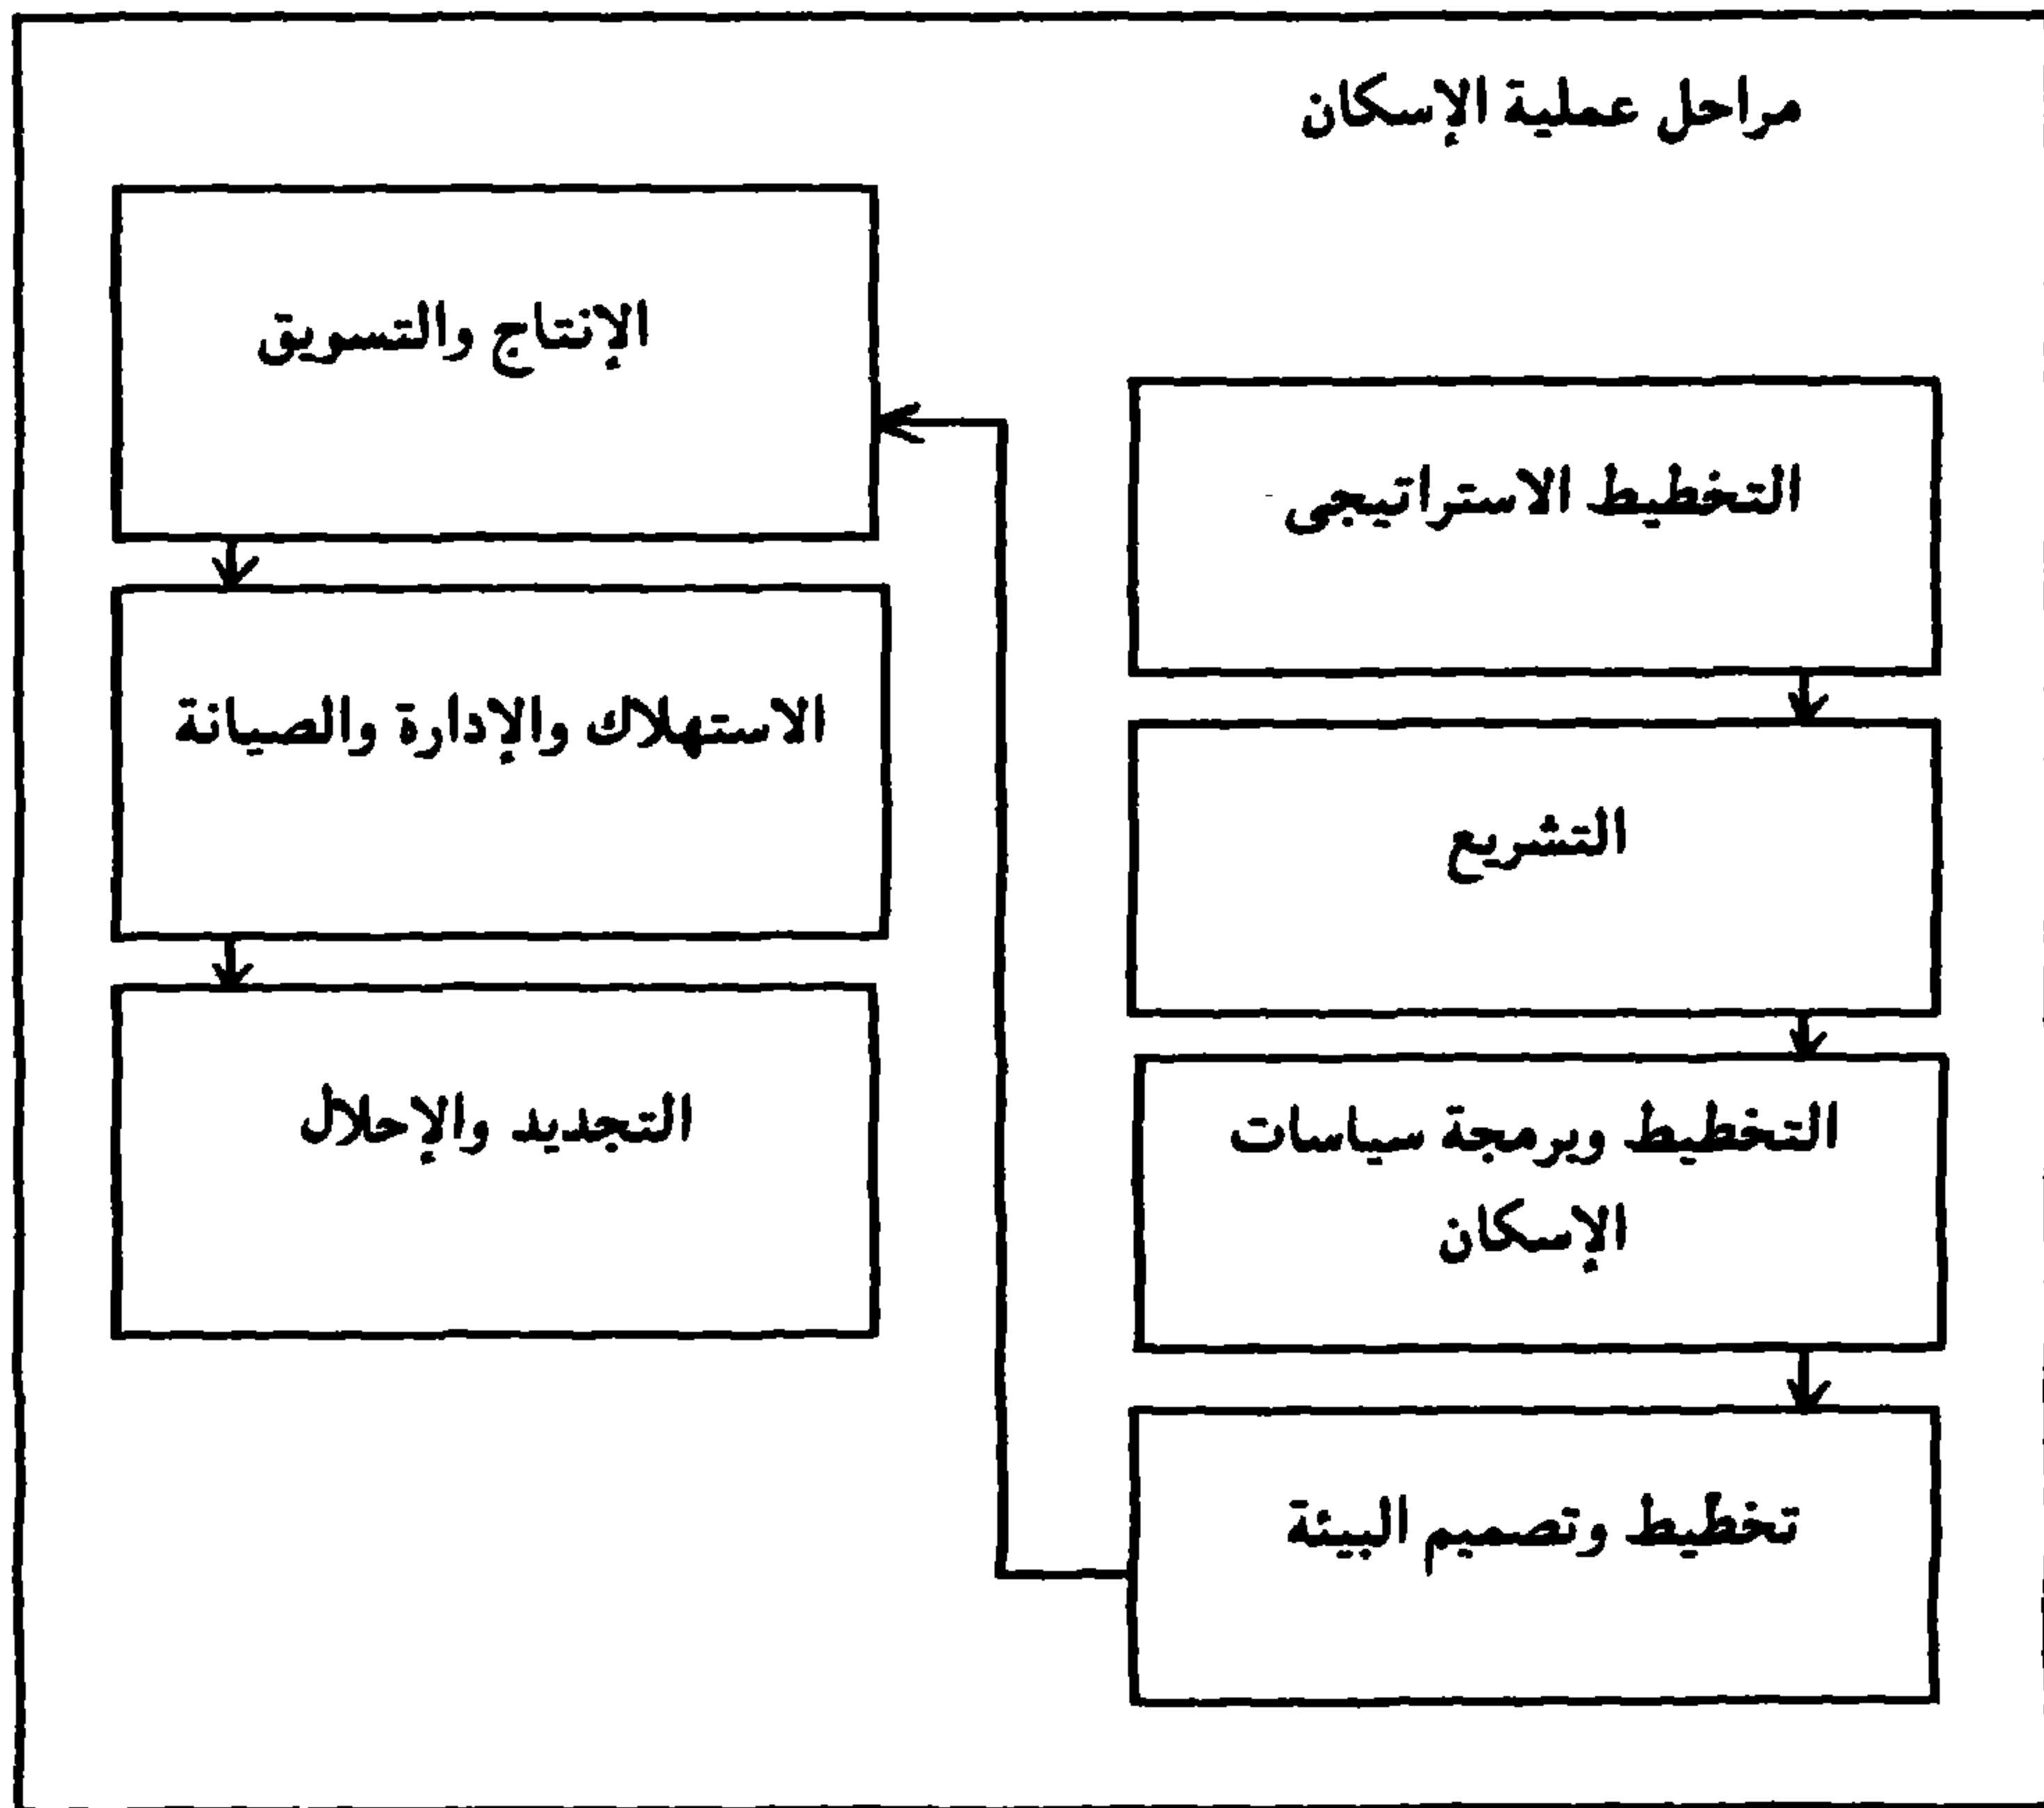 مراحل عملية الإسكان
التخطيط الاستراتيجى
التشريع
التخطيط وبرمجة سياسات
الإسكان
تخطيط وتصميم البيئة
الإنتاج والتسويق
الاستهلاك والإدارة والصيانة
التجديد والإحلال